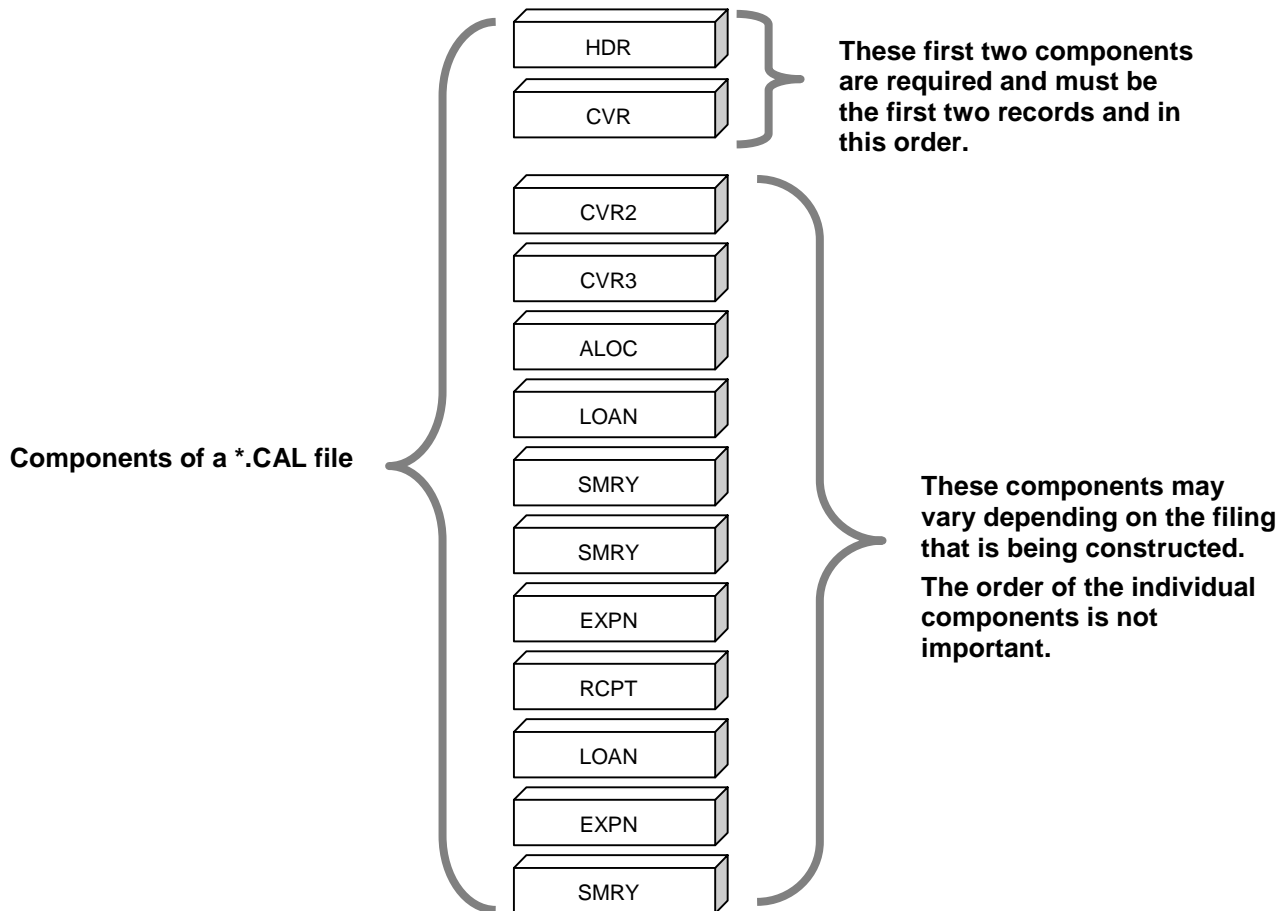 HDR
CVR
These first two components
are required and must be
the first two records and in
this order.
CVR2
CVR3
ALOC
LOAN
Components of a *.CAL file
SMRY
SMRY
EXPN
RCPT
LOAN
EXPN
SMRY
These components may
vary depending on the filing
that is being constructed.
The order of the individual
components is not
important.